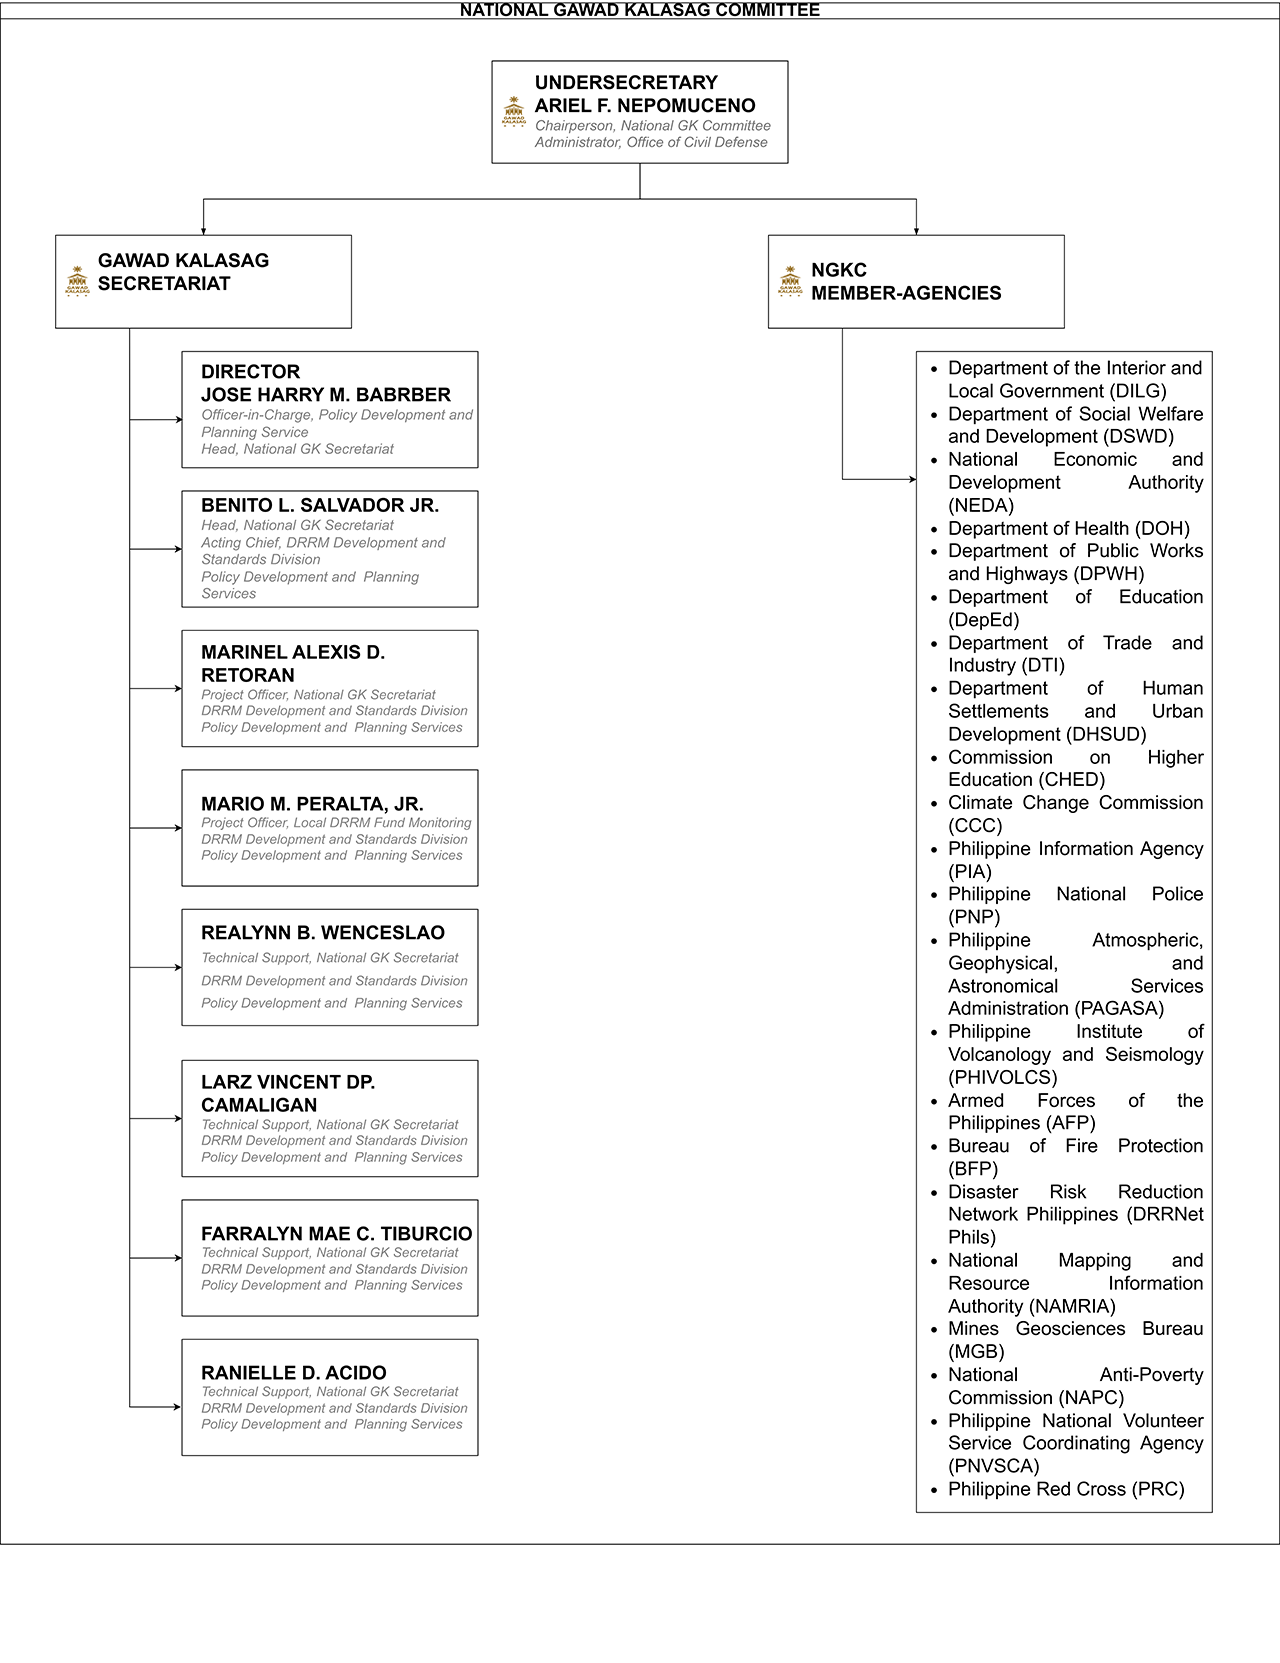 NATIONAL GAWAD KALASAG COMMITTEE
UNDERSECRETARY
ARIEL F. NEPOMUCENO
Chairperson, National GK Committee
Administrator, Office of Civil Defense
GAWAD
KALASAG
GAWAD KALASAG
SECRETARIAT
GAWAD
KALASAG
DIRECTOR
JOSE HARRY M. BABRBER
Officer-in-Charge, Policy Development and
Planning Service
Head, National GK Secretariat
BENITO L. SALVADOR JR.
Head, National GK Secretariat
Acting Chief, DRRM Development and
Standards Division
Policy Development and Planning
Services
MARINEL ALEXIS D.
RETORAN
Project Officer, National GK Secretariat
DRRM Development and Standards Division
Policy Development and Planning Services
MARIO M. PERALTA, JR.
Project Officer, Local DRRM Fund Monitoring
DRRM Development and Standards Division
Policy Development and Planning Services
REALYNN B. WENCESLAO
Technical Support, National GK Secretariat
DRRM Development and Standards Division
Policy Development and Planning Services
LARZ VINCENT DP.
CAMALIGAN
Technical Support, National GK Secretariat
DRRM Development and Standards Division
Policy Development and Planning Services
FARRALYN MAE C. TIBURCIO
Technical Support, National GK Secretariat
DRRM Development and Standards Division
Policy Development and Planning Services
RANIELLE D. ACIDO
Technical Support, National GK Secretariat
DRRM Development and Standards Division
Policy Development and Planning Services
NGKC
MEMBER-AGENCIES
GAWAD
KALASAG
• Department of the Interior and
Local Government (DILG)
• Department of Social Welfare
and Development (DSWD)
• National Economic and
Development Authority
(NEDA)
• Department of Health (DOH)
• Department of Public Works
and Highways (DPWH)
• Department of Education
(DepEd)
• Department of Trade and
Industry (DTI)
• Department of Human
Settlements and Urban
Development (DHSUD)
• Commission on Higher
Education (CHED)
• Climate Change Commission
(CCC)
• Philippine Information Agency
(PIA)
• Philippine National Police
(PNP)
• Philippine Atmospheric,
Geophysical, and
Astronomical Services
Administration (PAGASA)
• Philippine Institute of
Volcanology and Seismology
(PHIVOLCS)
• Armed Forces of the
Philippines (AFP)
• Bureau of Fire Protection
(BFP)
• Disaster Risk Reduction
Network Philippines (DRRNet
Phils)
• National Mapping and
Resource Information
Authority (NAMRIA)
• Mines Geosciences Bureau
(MGB)
• National Anti-Poverty
Commission (NAPC)
• Philippine National Volunteer
Service Coordinating Agency
(PNVSCA)
• Philippine Red Cross (PRC)